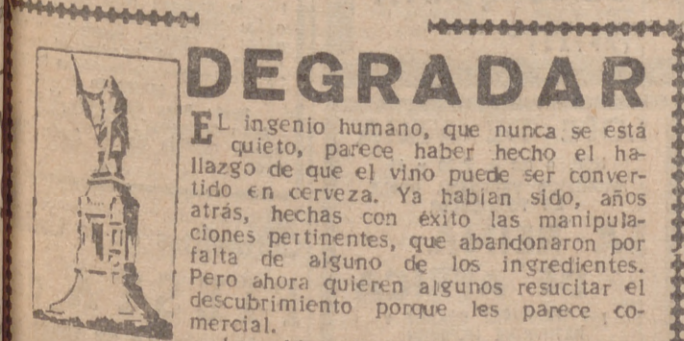 DEGRADAR
EL ingenio humano, que nunca se está
quieto, parece haber hecho el ha-
llazgo de que el vino puede ser conver-
tido en cerveza. Ya habían sido, años
atrás, hechas con éxito las manipula-
ciones pertinentes, que abandonaron por
falta de alguno de los ingredientes.
Pero ahora quieren algunos resucitar el
descubrimiento porque les parece co-
mercial.